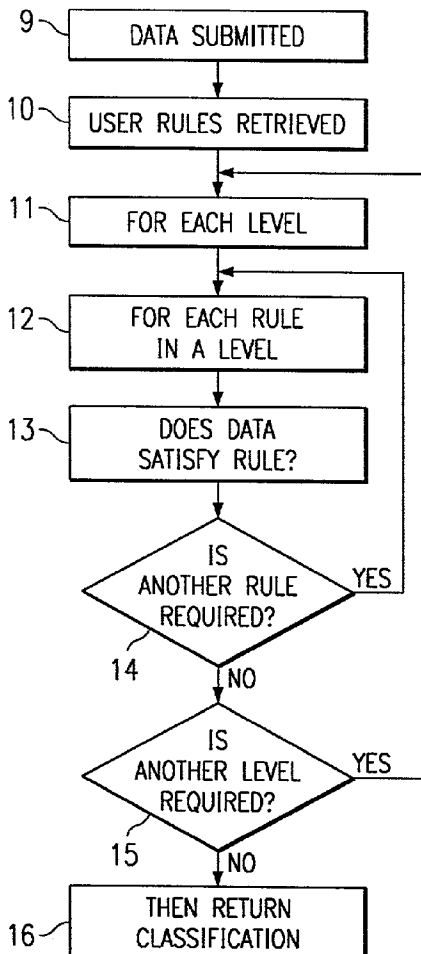 9
DATA SUBMITTED
10
USER RULES RETRIEVED
11
FOR EACH LEVEL
12
FOR EACH RULE
IN A LEVEL
13
DOES DATA
SATISFY RULE?
IS
ANOTHER RULE
REQUIRED?
YES
14
NO
IS
ANOTHER LEVEL
REQUIRED?
YES
15
NO
16
THEN RETURN
CLASSIFICATION